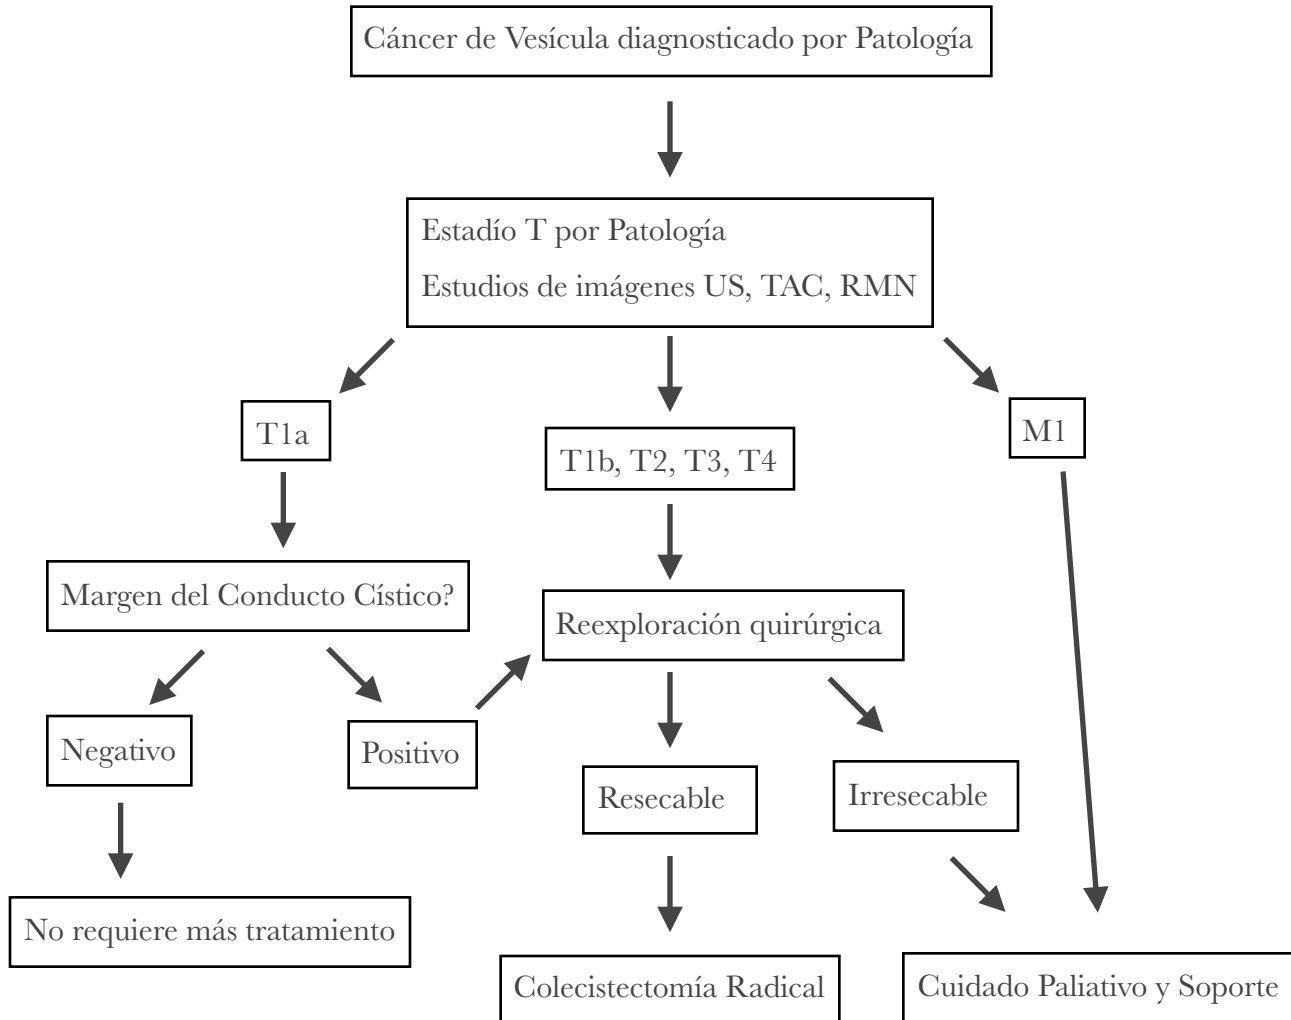 Cáncer de Vesícula diagnosticado por Patología
Estadío T por Patología
Estudios de imágenes US, TAC, RMN
T1a
T1b, T2, T3, T4
M1
Margen del Conducto Cístico?
Reexploración quirúrgica
Negativo
Positivo
Resecable
Irresecable
No requiere más tratamiento
Colecistectomía Radical
Cuidado Paliativo y Soporte